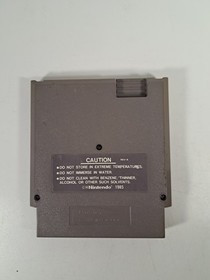 CAUTION
• DO NOT STORE IN EXTREME TEMPERATURES.
• DO NOT IMMERSE IN WATER.
• DO NOT CLEAN WITH BENZENE, THINNER,
ALCOHOL OR OTHER SUCH SOLVENTS.
Nintendo